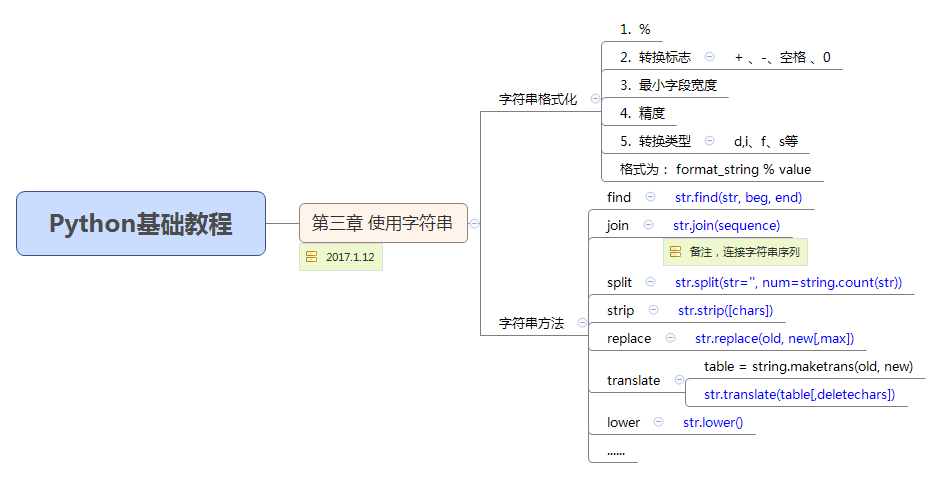 Python基础教程
第三章 使用字符串
2017.1.12
字符串格式化
1. %
2. 转换标志
+ 、-、空格 、0
3. 最小字段宽度
4. 精度
5. 转换类型
d,i、f、s等
格式为： format_string % value
字符串方法
find
str.find(str, beg, end)
join
str.join(sequence)
备注，连接字符串序列
split
str.split(str='', num=string.count(str))
strip
str.strip([chars])
replace
str.replace(old, new[,max])
translate
table = string.maketrans(old, new)
str.translate(table[,deletechars])
lower
str.lower()
......